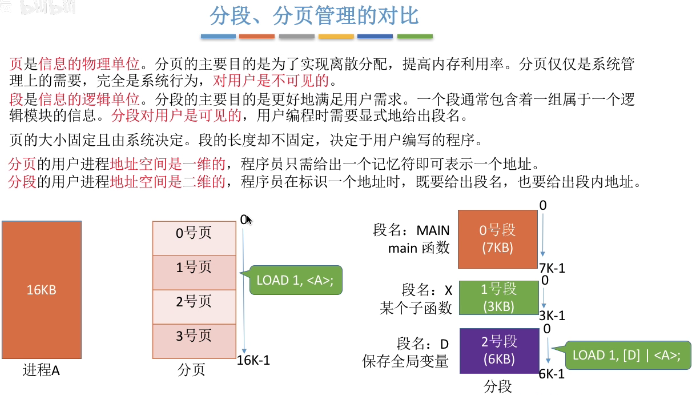 bilibili
分段、分页管理的对比
页是信息的物理单位。分页的主要目的是为了实现离散分配，提高内存利用率。分页仅仅是系统管
理上的需要，完全是系统行为，对用户是不可见的。
段是信息的逻辑单位。分段的主要目的是更好地满足用户需求。一个段通常包含着一组属于一个逻
辑模块的信息。分段对用户是可见的，用户编程时需要显式地给出段名。
页的大小固定且由系统决定。段的长度却不固定，决定于用户编写的程序。
分页的用户进程地址空间是一维的，程序员只需给出一个记忆符即可表示一个地址。
分段的用户进程地址空间是二维的，程序员在标识一个地址时，既要给出段名，也要给出段内地址。
16KB
进程A
0号页
1号页
2号页
3号页
0
16K-1
LOAD 1, <A>;
分页
段名：MAIN
main 函数
0号段
(7KB)
0
7K-1
段名：X
某个子函数
1号段
(3KB)
0
3K-1
段名：D
保存全局变量
2号段
(6KB)
0
6K-1
LOAD 1, [D] | <A>;
分段